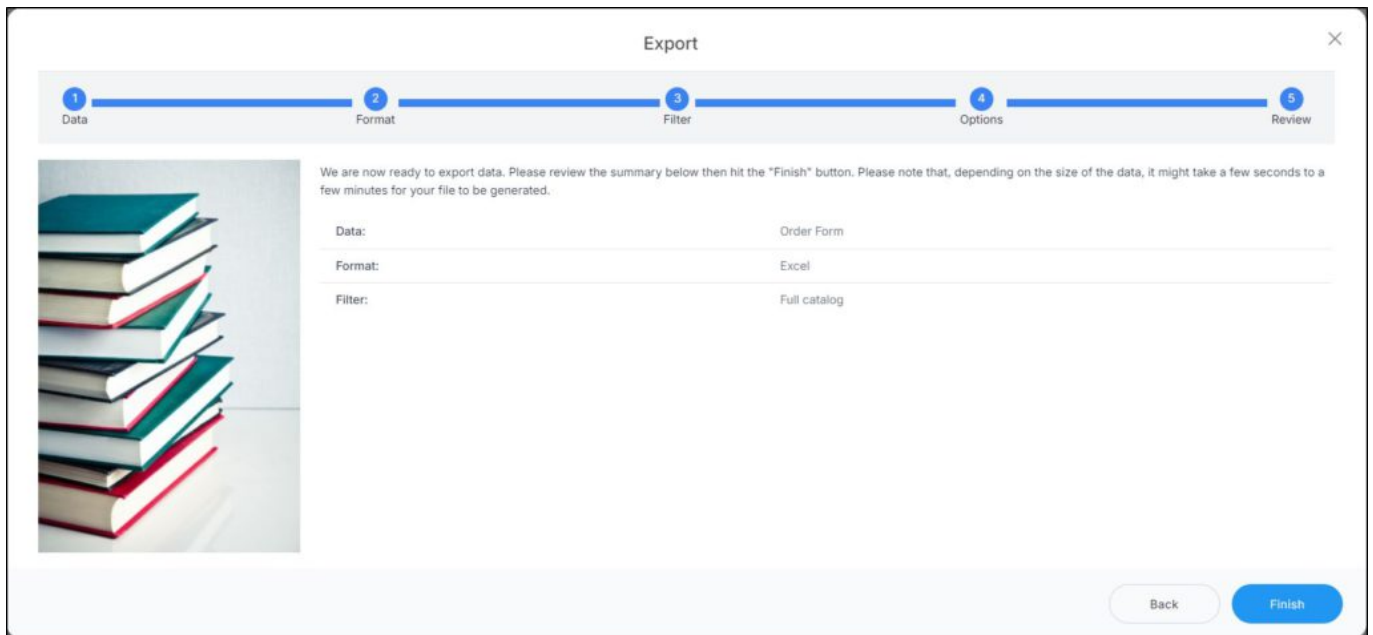 Export
1
2
3
4
5
Data
Format
Filter
Options
Review
We are now ready to export data. Please review the summary below then hit the "Finish" button. Please note that, depending on the size of the data, it might take a few seconds to a
few minutes for your file to be generated.
Data: Order Form
Format: Excel
Filter: Full catalog
Back
Finish